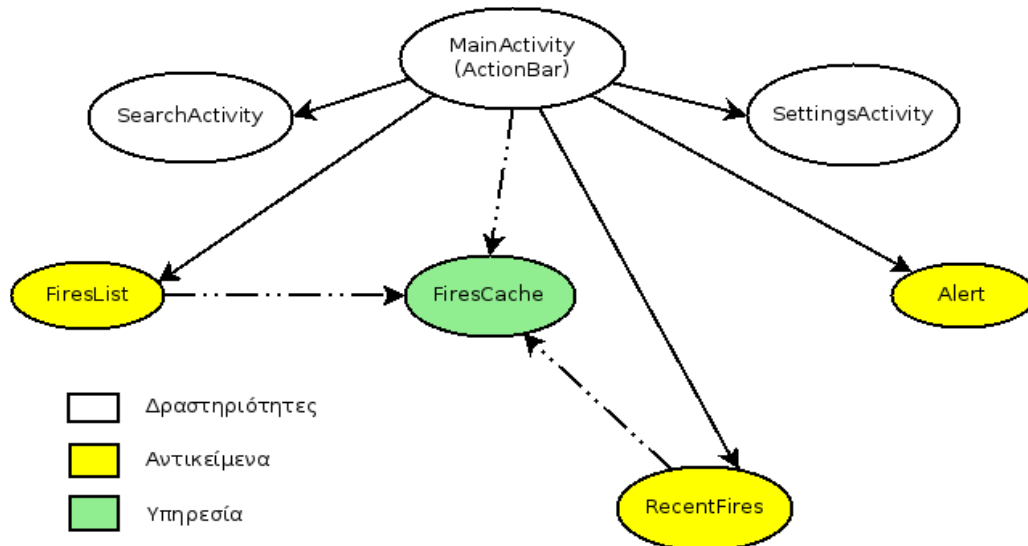 MainActivity
(ActionBar)
SearchActivity
SettingsActivity
FiresList
FiresCache
Alert
Δραστηριότητες
Αντικείμενα
Υπηρεσία
RecentFires